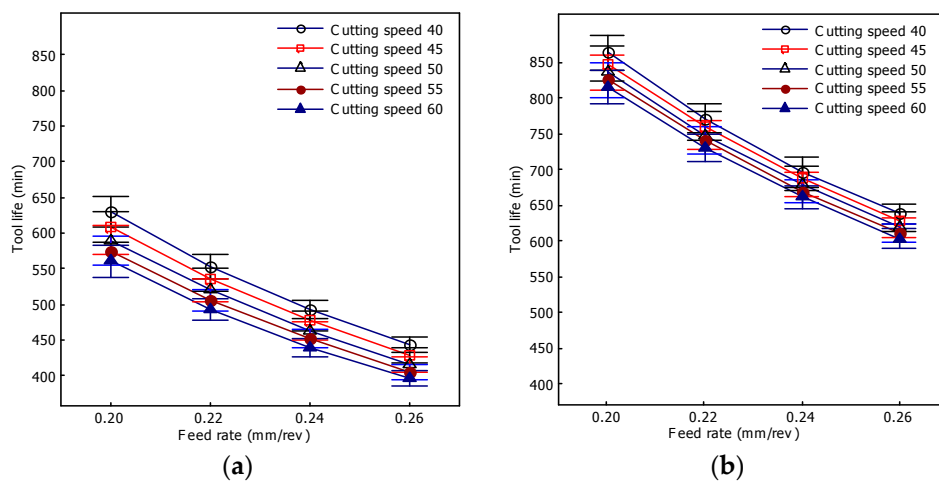 Cutting speed 40
Cutting speed 45
Cutting speed 50
Cutting speed 55
Cutting speed 60
850
800
750
700
650
600
550
500
450
400
Tool life (min)
0.20 0.22 0.24 0.26
Feed rate (mm/rev)
(a)
Cutting speed 40
Cutting speed 45
Cutting speed 50
Cutting speed 55
Cutting speed 60
850
800
750
700
650
600
550
500
450
400
Tool life (min)
0.20 0.22 0.24 0.26
Feed rate (mm/rev)
(b)